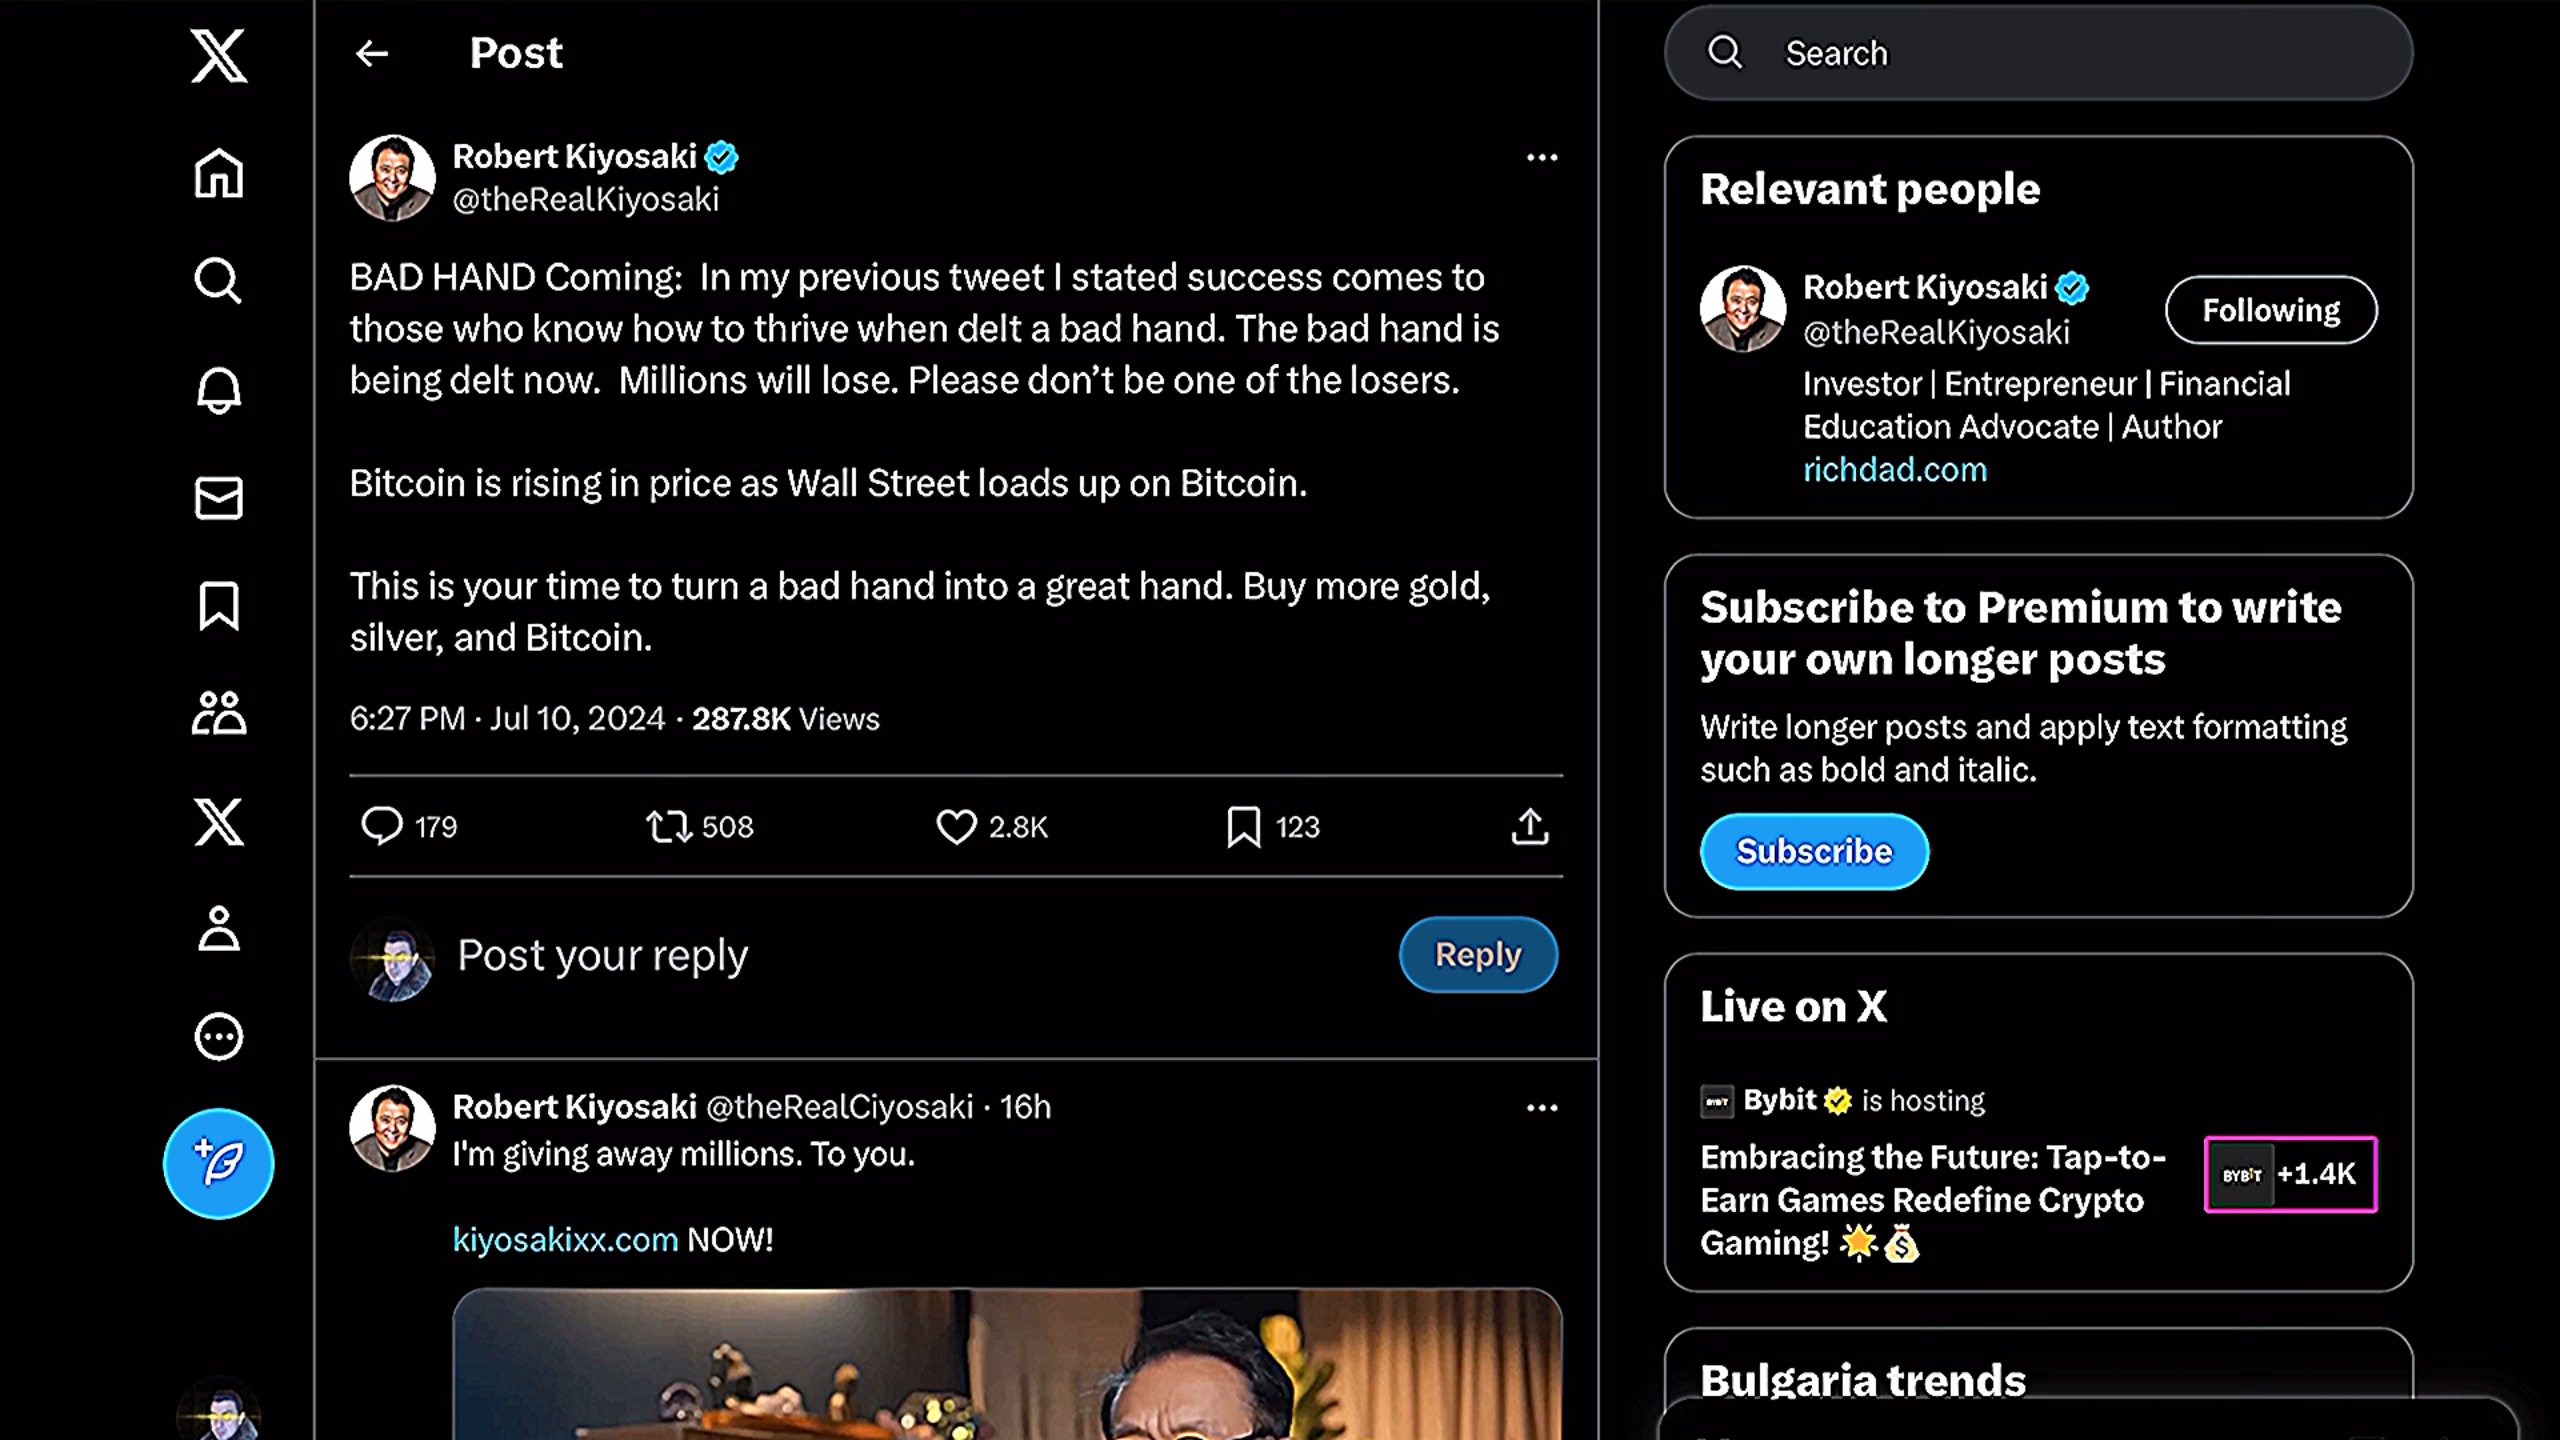 Post
Robert Kiyosaki
@theRealKiyosaki
BAD HAND Coming:  In my previous tweet I stated success comes to
those who know how to thrive when delt a bad hand. The bad hand is
being delt now.  Millions will lose. Please don’t be one of the losers.
Bitcoin is rising in price as Wall Street loads up on Bitcoin.
This is your time to turn a bad hand into a great hand. Buy more gold,
silver, and Bitcoin.
6:27 PM · Jul 10, 2024 · 287.8K Views
179 508 2.8K 123
Post your reply
Reply
Robert Kiyosaki @theRealCiyosaki · 16h
I'm giving away millions. To you.
kiyosakixx.com NOW!
Search
Relevant people
Robert Kiyosaki
@theRealKiyosaki
Following
Investor | Entrepreneur | Financial
Education Advocate | Author
richdad.com
Subscribe to Premium to write
your own longer posts
Write longer posts and apply text formatting
such as bold and italic.
Subscribe
Live on X
Bybit is hosting
Embracing the Future: Tap-to-
Earn Games Redefine Crypto
Gaming! 🌟💰
BYBIT +1.4K
Bulgaria trends